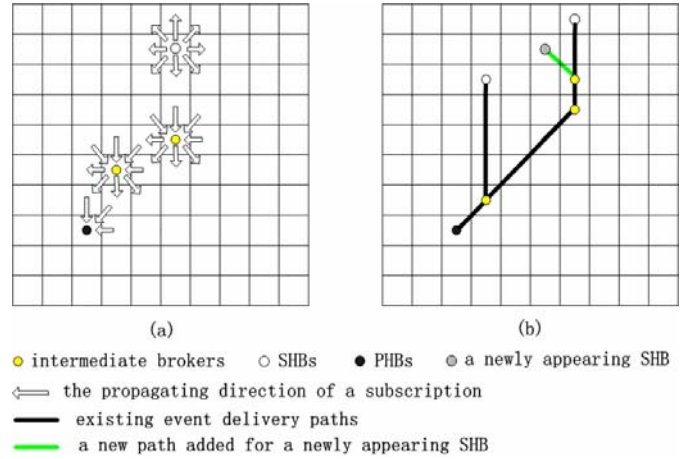 (a) (b)
intermediate brokers SHBs PHBs a newly appearing SHB
the propagating direction of a subscription
existing event delivery paths
a new path added for a newly appearing SHB